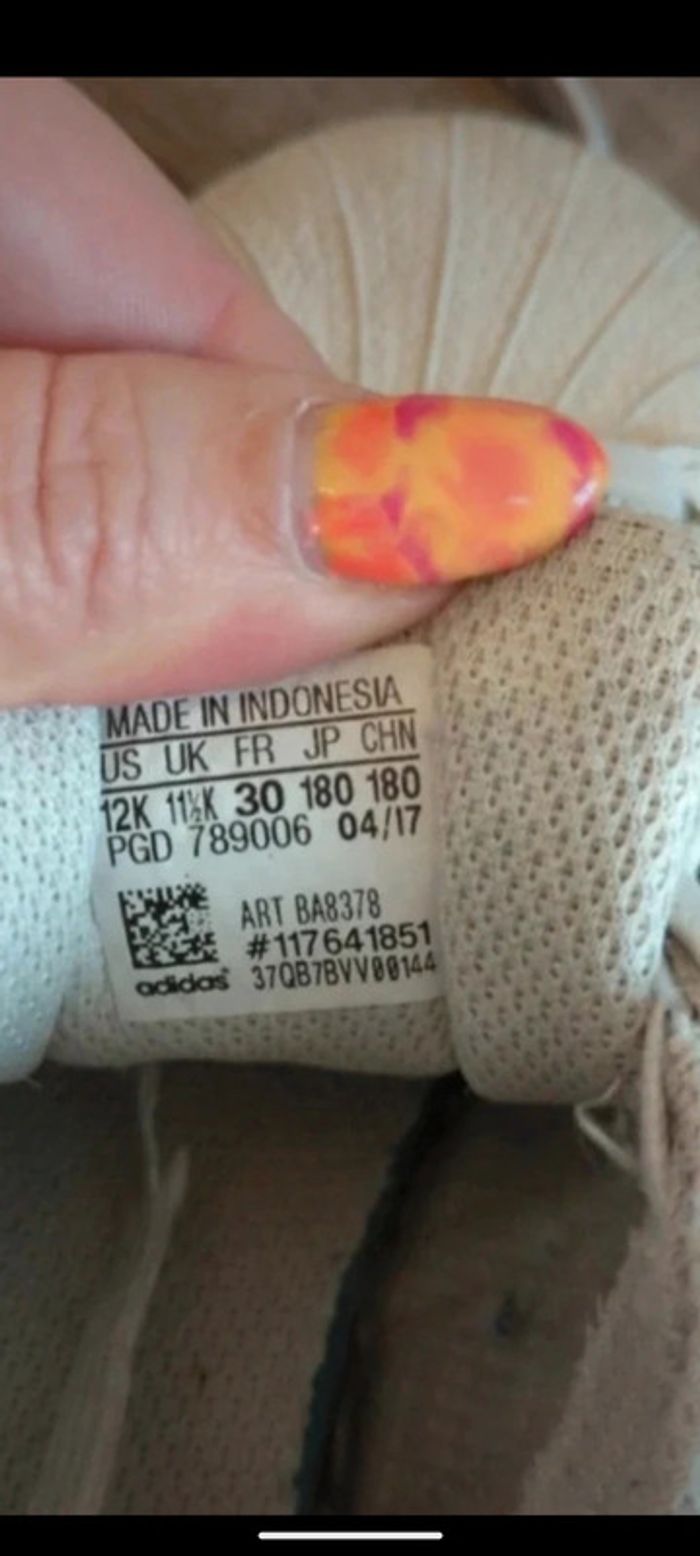 MADE IN INDONESIA
US UK FR JP CHN
12K 11½K 30 180 180
PGD 789006 04/17
ART BA8378
#117641851
adidas 37QB7BVV00144